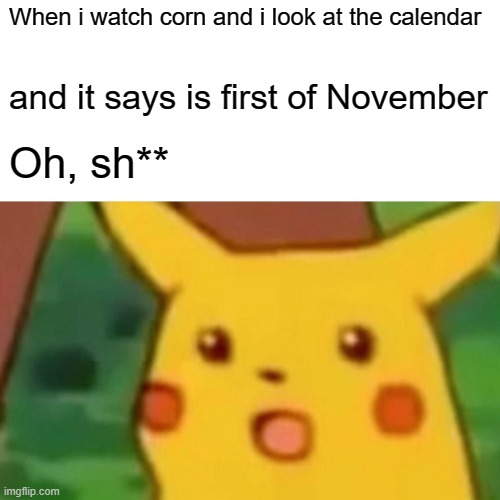 When i watch corn and i look at the calendar
and it says is first of November
Oh, sh**
imgflip.com